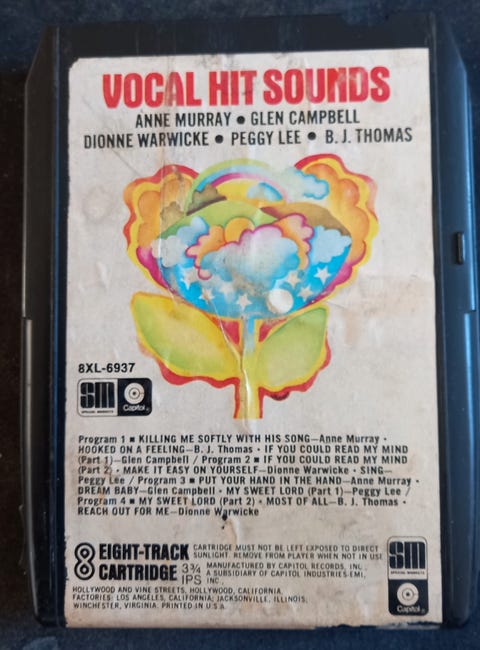 VOCAL HIT SOUNDS
ANNE MURRAY • GLEN CAMPBELL
DIONNE WARWICKE • PEGGY LEE • B. J. THOMAS
8XL-6937
SM
SPECIAL MARKETS
Capitol
Program 1 ■ KILLING ME SOFTLY WITH HIS SONG—Anne Murray •
HOOKED ON A FEELING—B. J. Thomas • IF YOU COULD READ MY MIND
(Part 1)—Glen Campbell / Program 2 ■ IF YOU COULD READ MY MIND
(Part 2) • MAKE IT EASY ON YOURSELF—Dionne Warwicke • SING—
Peggy Lee / Program 3 ■ PUT YOUR HAND IN THE HAND—Anne Murray •
DREAM BABY—Glen Campbell • MY SWEET LORD (Part 1)—Peggy Lee /
Program 4 ■ MY SWEET LORD (Part 2) • MOST OF ALL—B. J. Thomas •
REACH OUT FOR ME—Dionne Warwicke
8 EIGHT-TRACK CARTRIDGE 3¾ IPS
CARTRIDGE MUST NOT BE LEFT EXPOSED TO DIRECT
SUNLIGHT. REMOVE FROM PLAYER WHEN NOT IN USE
MANUFACTURED BY CAPITOL RECORDS, INC.,
A SUBSIDIARY OF CAPITOL INDUSTRIES-EMI,
INC.,
HOLLYWOOD AND VINE STREETS, HOLLYWOOD, CALIFORNIA.
FACTORIES: LOS ANGELES, CALIFORNIA; JACKSONVILLE, ILLINOIS;
WINCHESTER, VIRGINIA. PRINTED IN U.S.A.
SM
SPECIAL MARKETS
Capitol